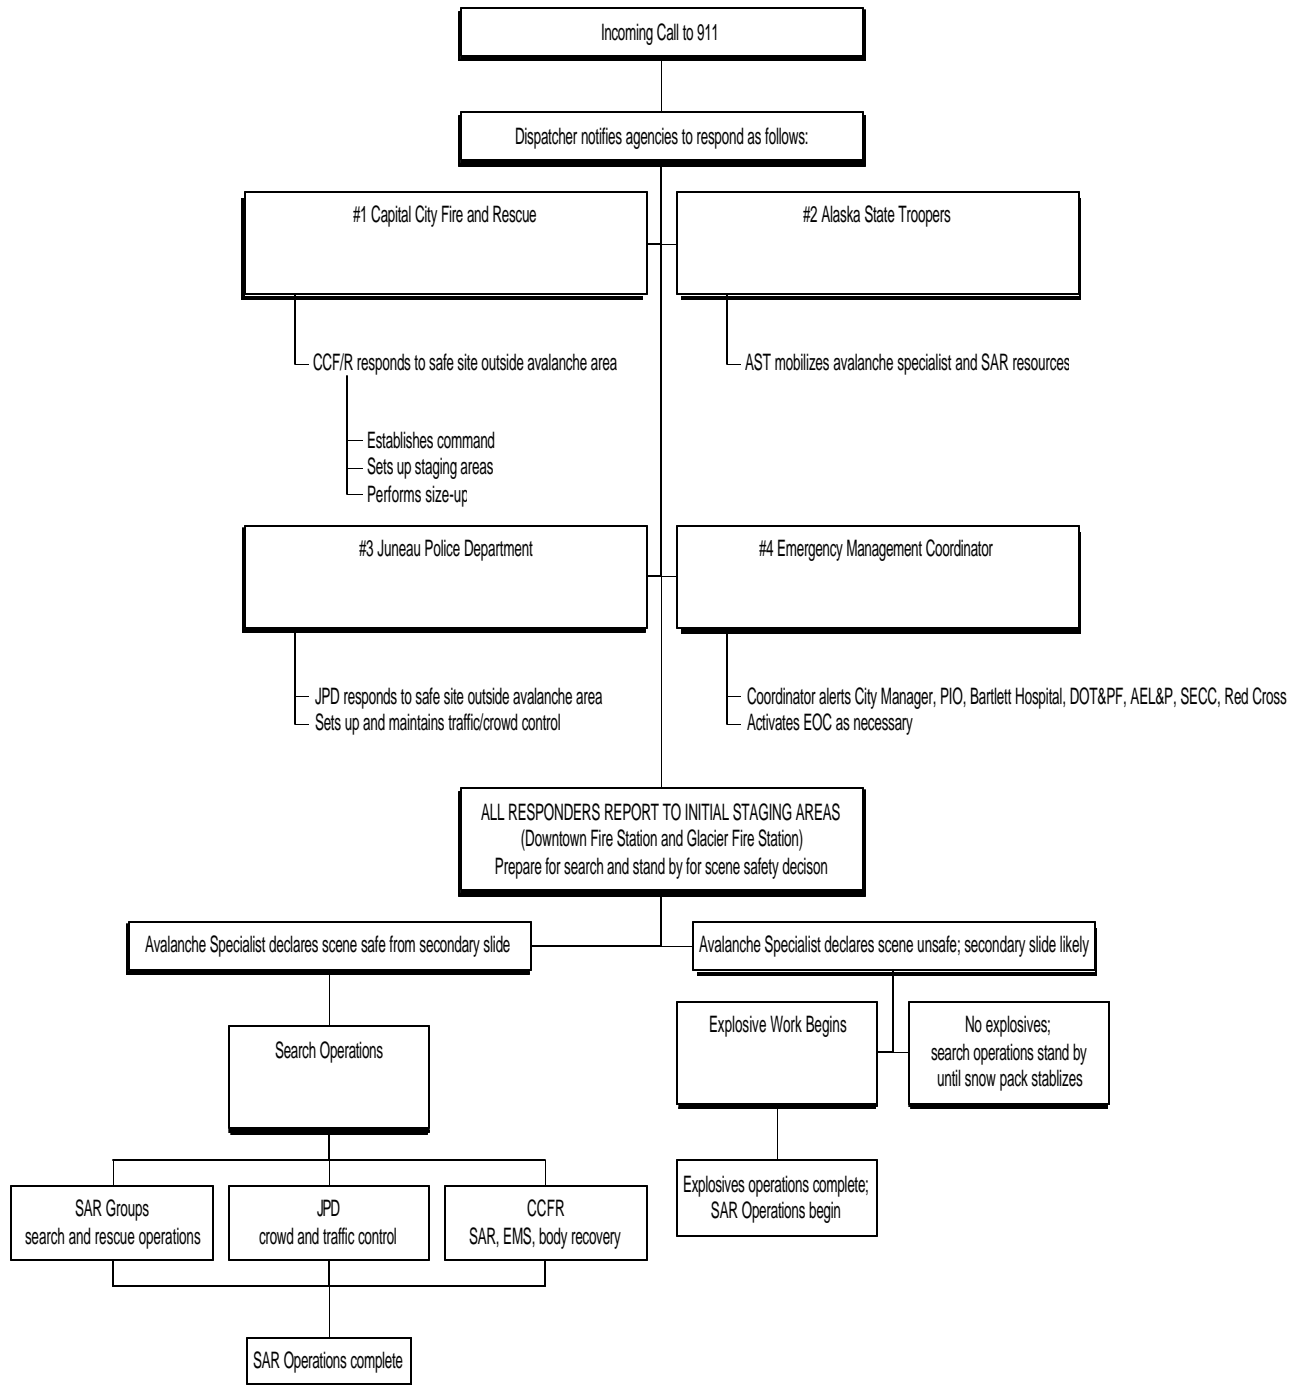 Incoming Call to 911
Dispatcher notifies agencies to respond as follows:
#1 Capital City Fire and Rescue
#2 Alaska State Troopers
CCF/R responds to safe site outside avalanche area
AST mobilizes avalanche specialist and SAR resources
Establishes command
Sets up staging areas
Performs size-up
#3 Juneau Police Department
#4 Emergency Management Coordinator
JPD responds to safe site outside avalanche area
Sets up and maintains traffic/crowd control
Coordinator alerts City Manager, PIO, Bartlett Hospital, DOT&PF, AEL&P, SECC, Red Cross
Activates EOC as necessary
ALL RESPONDERS REPORT TO INITIAL STAGING AREAS
(Downtown Fire Station and Glacier Fire Station)
Prepare for search and stand by for scene safety decison
Avalanche Specialist declares scene safe from secondary slide
Avalanche Specialist declares scene unsafe; secondary slide likely
Search Operations
Explosive Work Begins
No explosives;
search operations stand by
until snow pack stablizes
SAR Groups
search and rescue operations
JPD
crowd and traffic control
CCFR
SAR, EMS, body recovery
Explosives operations complete;
SAR Operations begin
SAR Operations complete